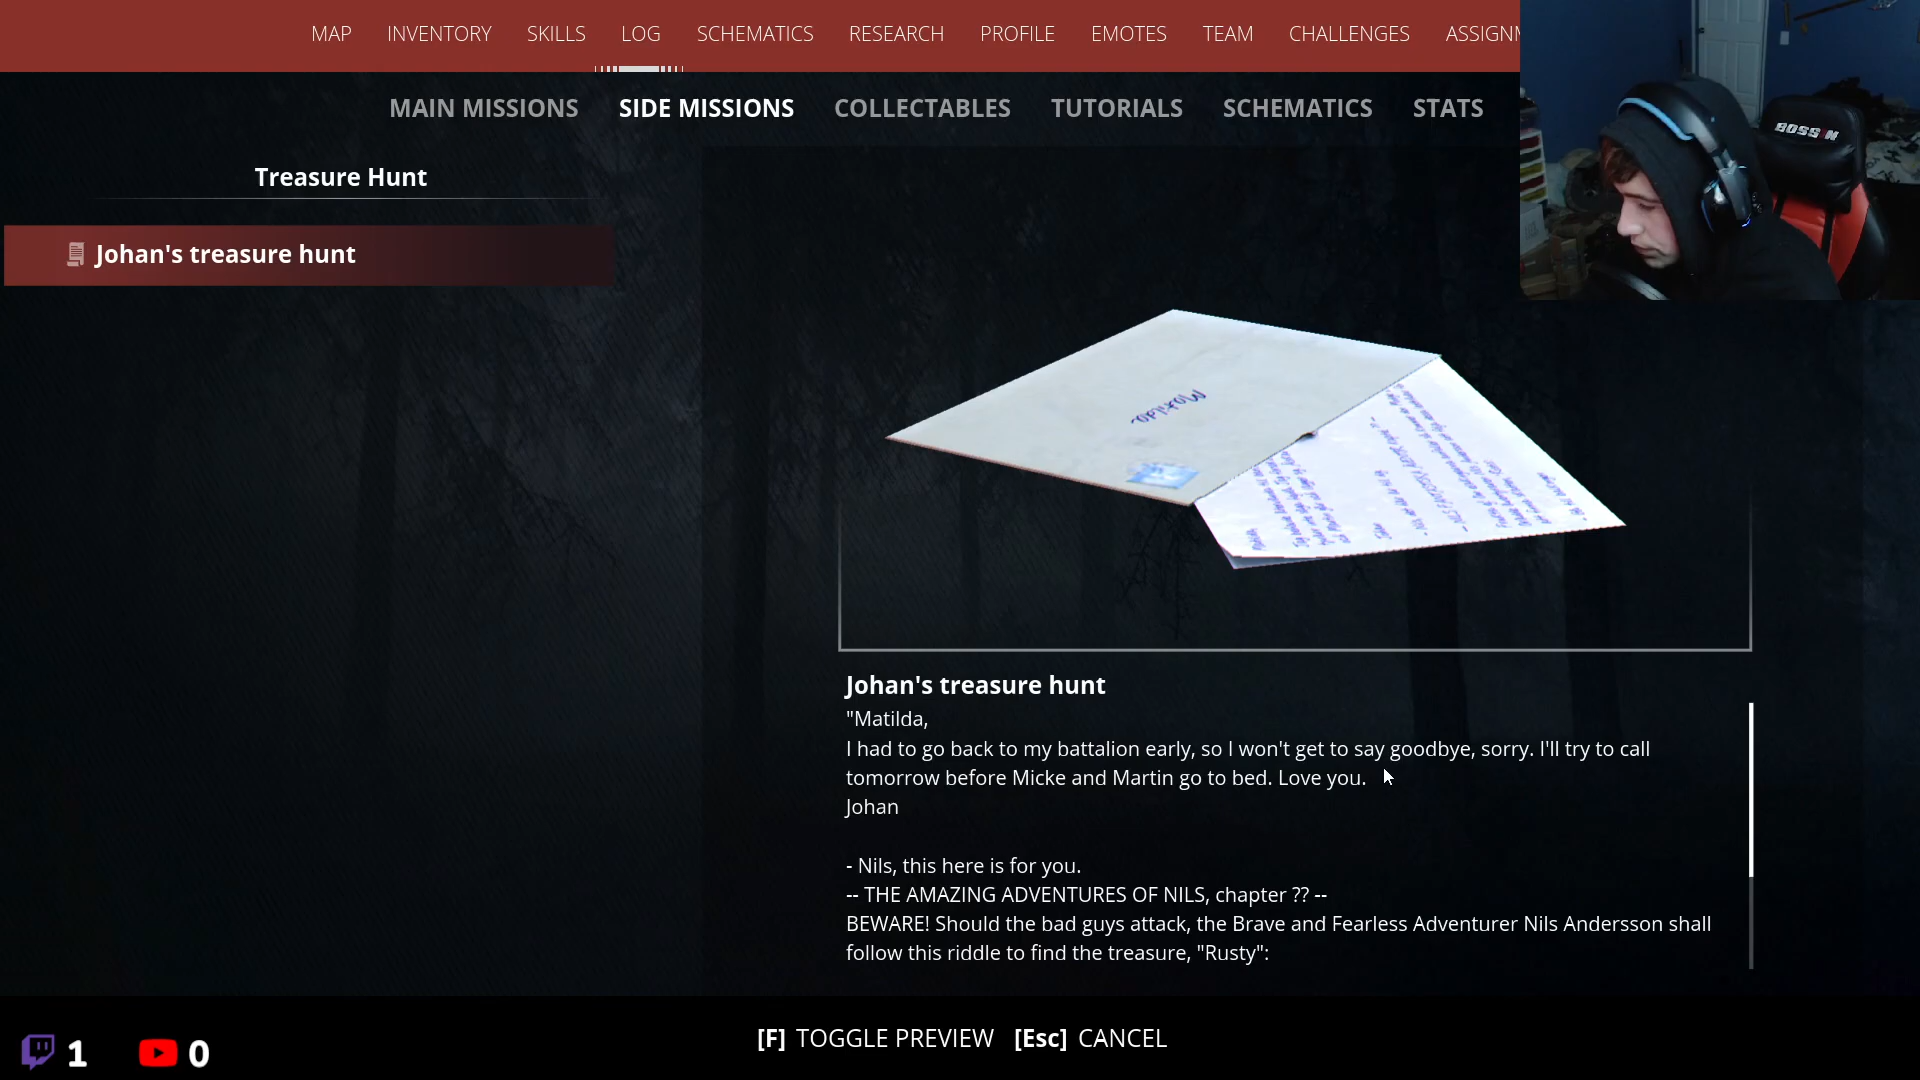 MAP INVENTORY SKILLS LOG SCHEMATICS RESEARCH PROFILE EMOTES TEAM CHALLENGES
MAIN MISSIONS SIDE MISSIONS COLLECTABLES TUTORIALS SCHEMATICS STATS
BOSSIN
Treasure Hunt
Johan's treasure hunt
Matilda
Johan's treasure hunt
"Matilda,
I had to go back to my battalion early, so I won't get to say goodbye, sorry. I'll try to call
tomorrow before Micke and Martin go to bed. Love you.
Johan
- Nils, this here is for you.
-- THE AMAZING ADVENTURES OF NILS, chapter ?? --
BEWARE! Should the bad guys attack, the Brave and Fearless Adventurer Nils Andersson shall
follow this riddle to find the treasure, "Rusty":
[F] TOGGLE PREVIEW [Esc] CANCEL
1 0